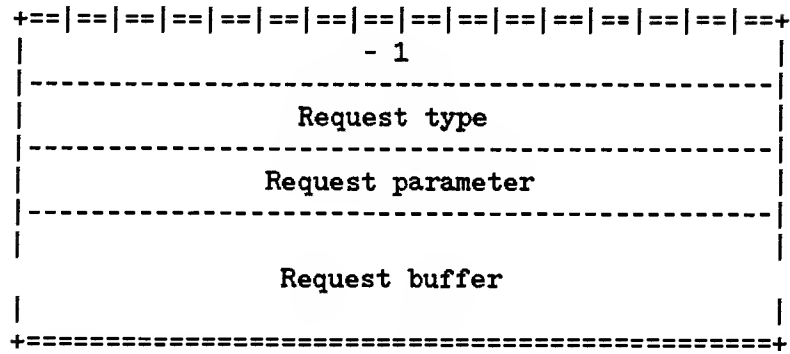 +==|==|==|==|==|==|==|==|==|==|==|==|==|==|==|==+
| - 1 |
|-----------------------------------------------|
| Request type |
|-----------------------------------------------|
| Request parameter |
|-----------------------------------------------|
| |
Request buffer
| |
+===============================================+